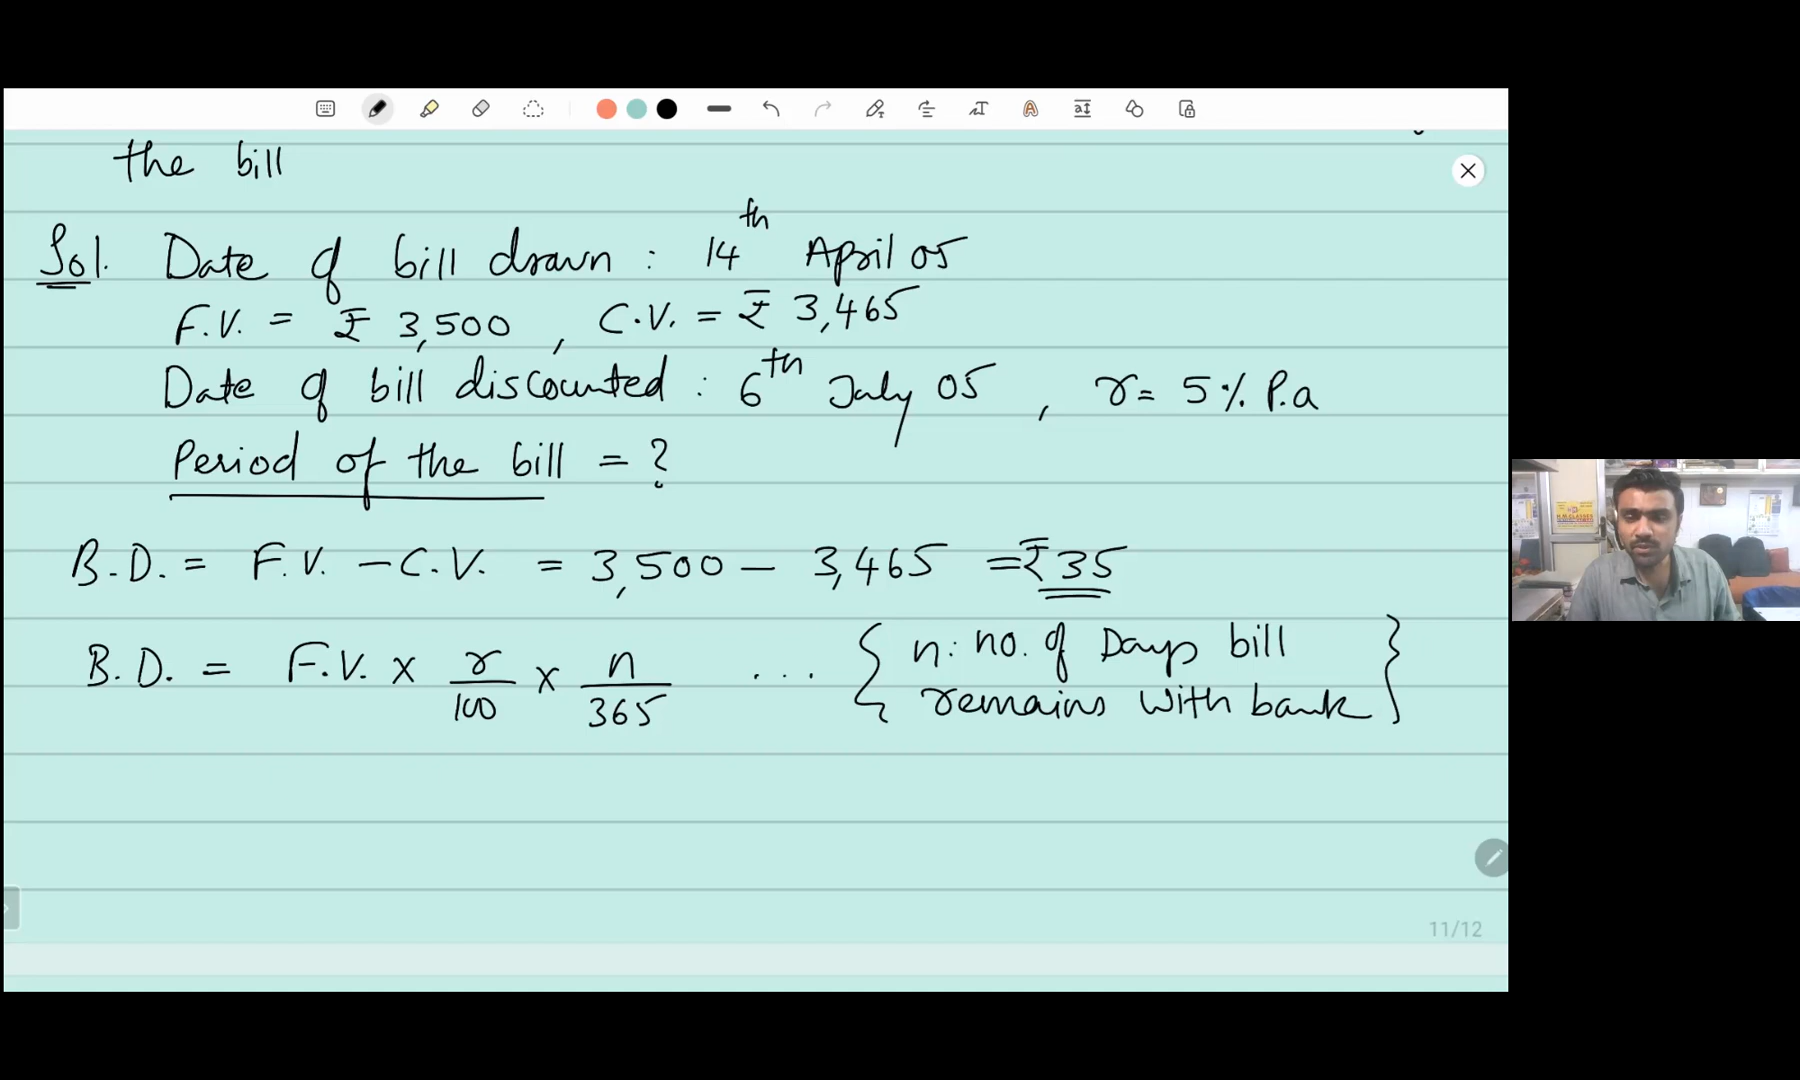 the bill
Sol. Date of bill drawn : 14th April 05
F.V. = ₹ 3,500 , C.V. = ₹ 3,465
Date of bill discounted : 6th July 05 , r = 5% P.a
Period of the bill = ?
B.D. = F.V. - C.V. = 3,500 - 3,465 = ₹35
B.D. = F.V. x r/100 x n/365 ... { n: no. of Days bill
remains with bank }
11/12